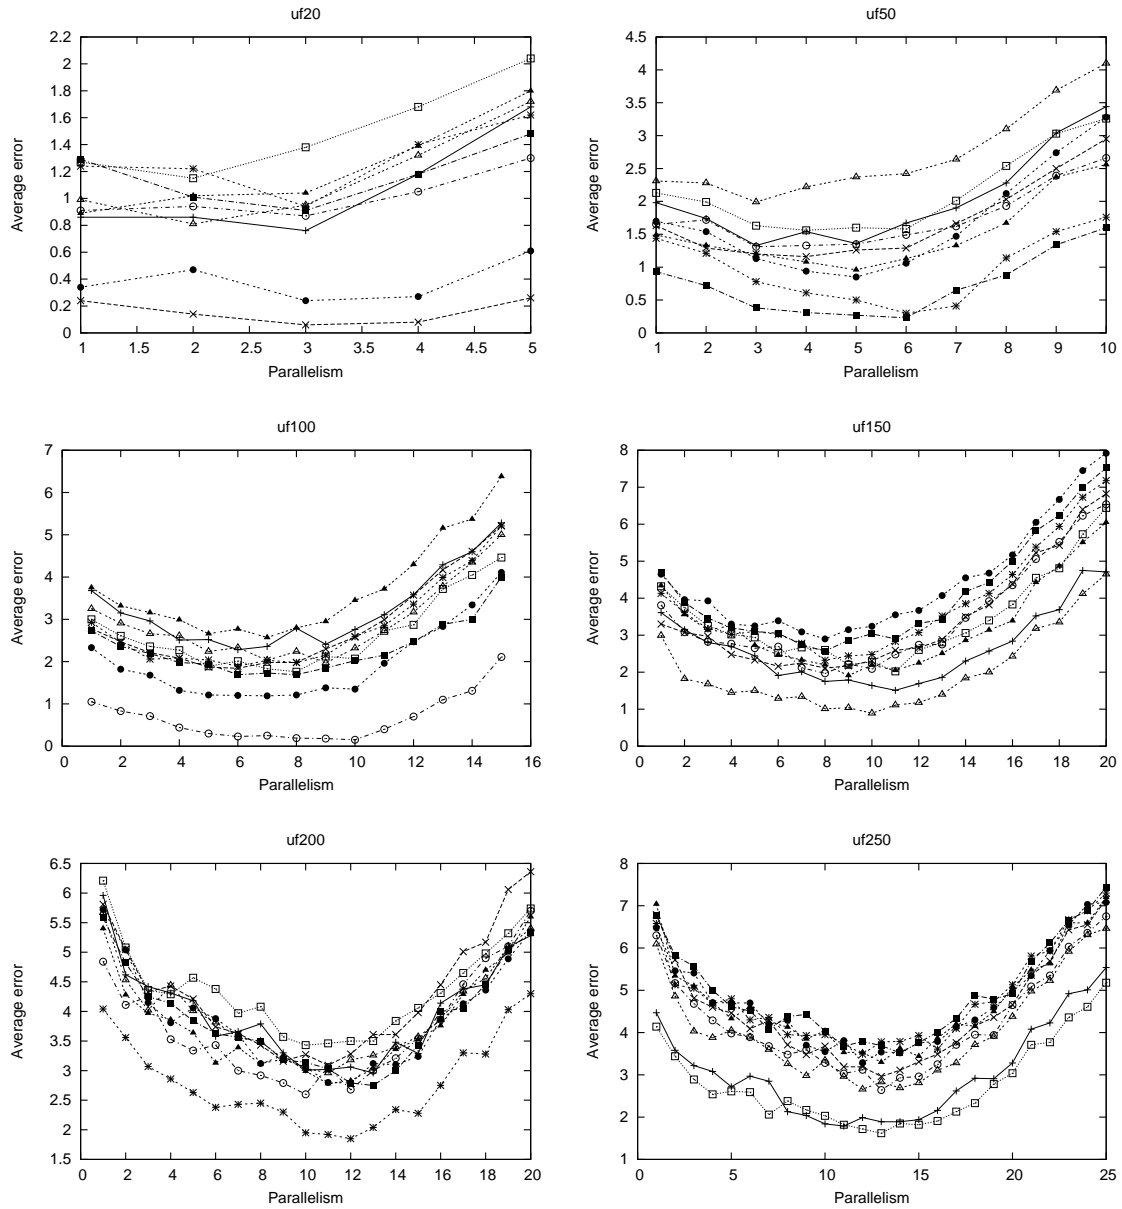 uf20
2.2
2
1.8
1.6
1.4
1.2
1
0.8
0.6
0.4
0.2
0
Average error
1 1.5 2 2.5 3 3.5 4 4.5 5
Parallelism
uf50
4.5
4
3.5
3
2.5
2
1.5
1
0.5
0
Average error
1 2 3 4 5 6 7 8 9 10
Parallelism
uf100
7
6
5
4
3
2
1
0
Average error
0 2 4 6 8 10 12 14 16
Parallelism
uf150
8
7
6
5
4
3
2
1
0
Average error
0 2 4 6 8 10 12 14 16 18 20
Parallelism
uf200
6.5
6
5.5
5
4.5
4
3.5
3
2.5
2
1.5
Average error
0 2 4 6 8 10 12 14 16 18 20
Parallelism
uf250
8
7
6
5
4
3
2
1
Average error
0 5 10 15 20 25
Parallelism